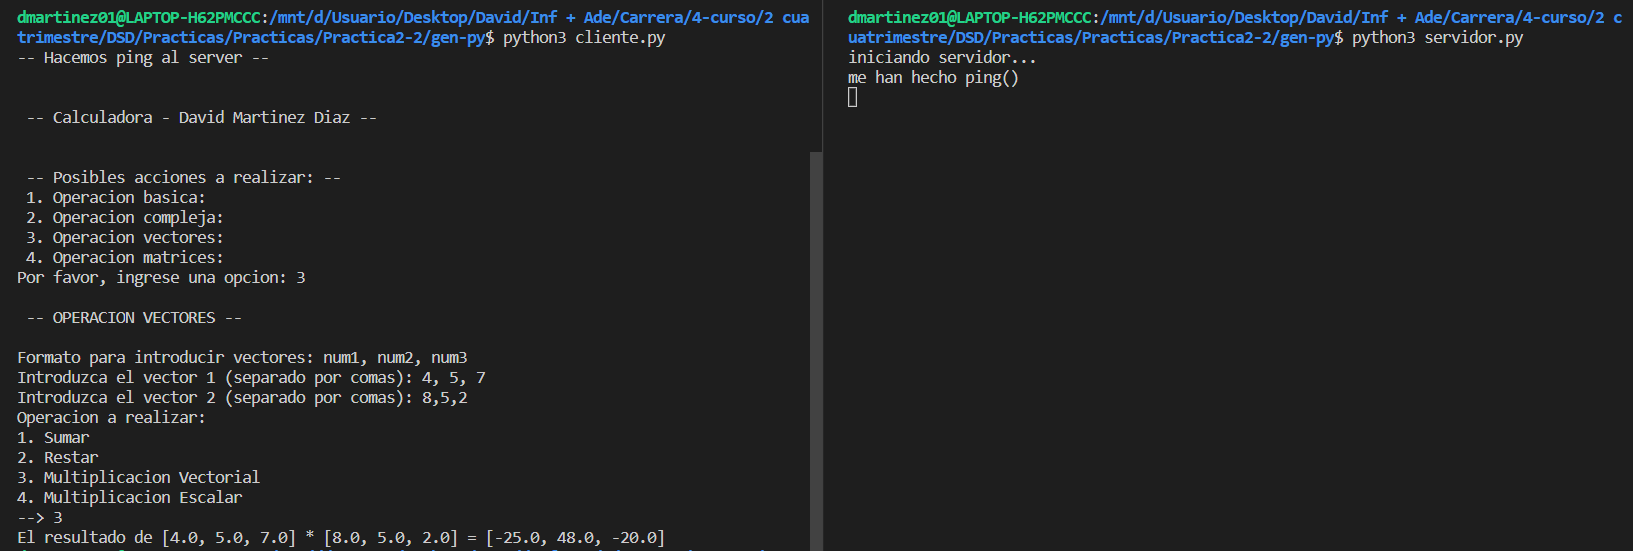 dmartinez01@LAPTOP-H62PMCCC:/mnt/d/Usuario/Desktop/David/Inf + Ade/Carrera/4-curso/2 cua
trimestre/DSD/Practicas/Practicas/Practica2-2/gen-py$ python3 cliente.py
-- Hacemos ping al server --
-- Calculadora - David Martinez Diaz --
-- Posibles acciones a realizar: --
1. Operacion basica:
2. Operacion compleja:
3. Operacion vectores:
4. Operacion matrices:
Por favor, ingrese una opcion: 3
-- OPERACION VECTORES --
Formato para introducir vectores: num1, num2, num3
Introduzca el vector 1 (separado por comas): 4, 5, 7
Introduzca el vector 2 (separado por comas): 8,5,2
Operacion a realizar:
1. Sumar
2. Restar
3. Multiplicacion Vectorial
4. Multiplicacion Escalar
--> 3
El resultado de [4.0, 5.0, 7.0] * [8.0, 5.0, 2.0] = [-25.0, 48.0, -20.0]
dmartinez01@LAPTOP-H62PMCCC:/mnt/d/Usuario/Desktop/David/Inf + Ade/Carrera/4-curso/2 c
uatrimestre/DSD/Practicas/Practicas/Practica2-2/gen-py$ python3 servidor.py
iniciando servidor...
me han hecho ping()